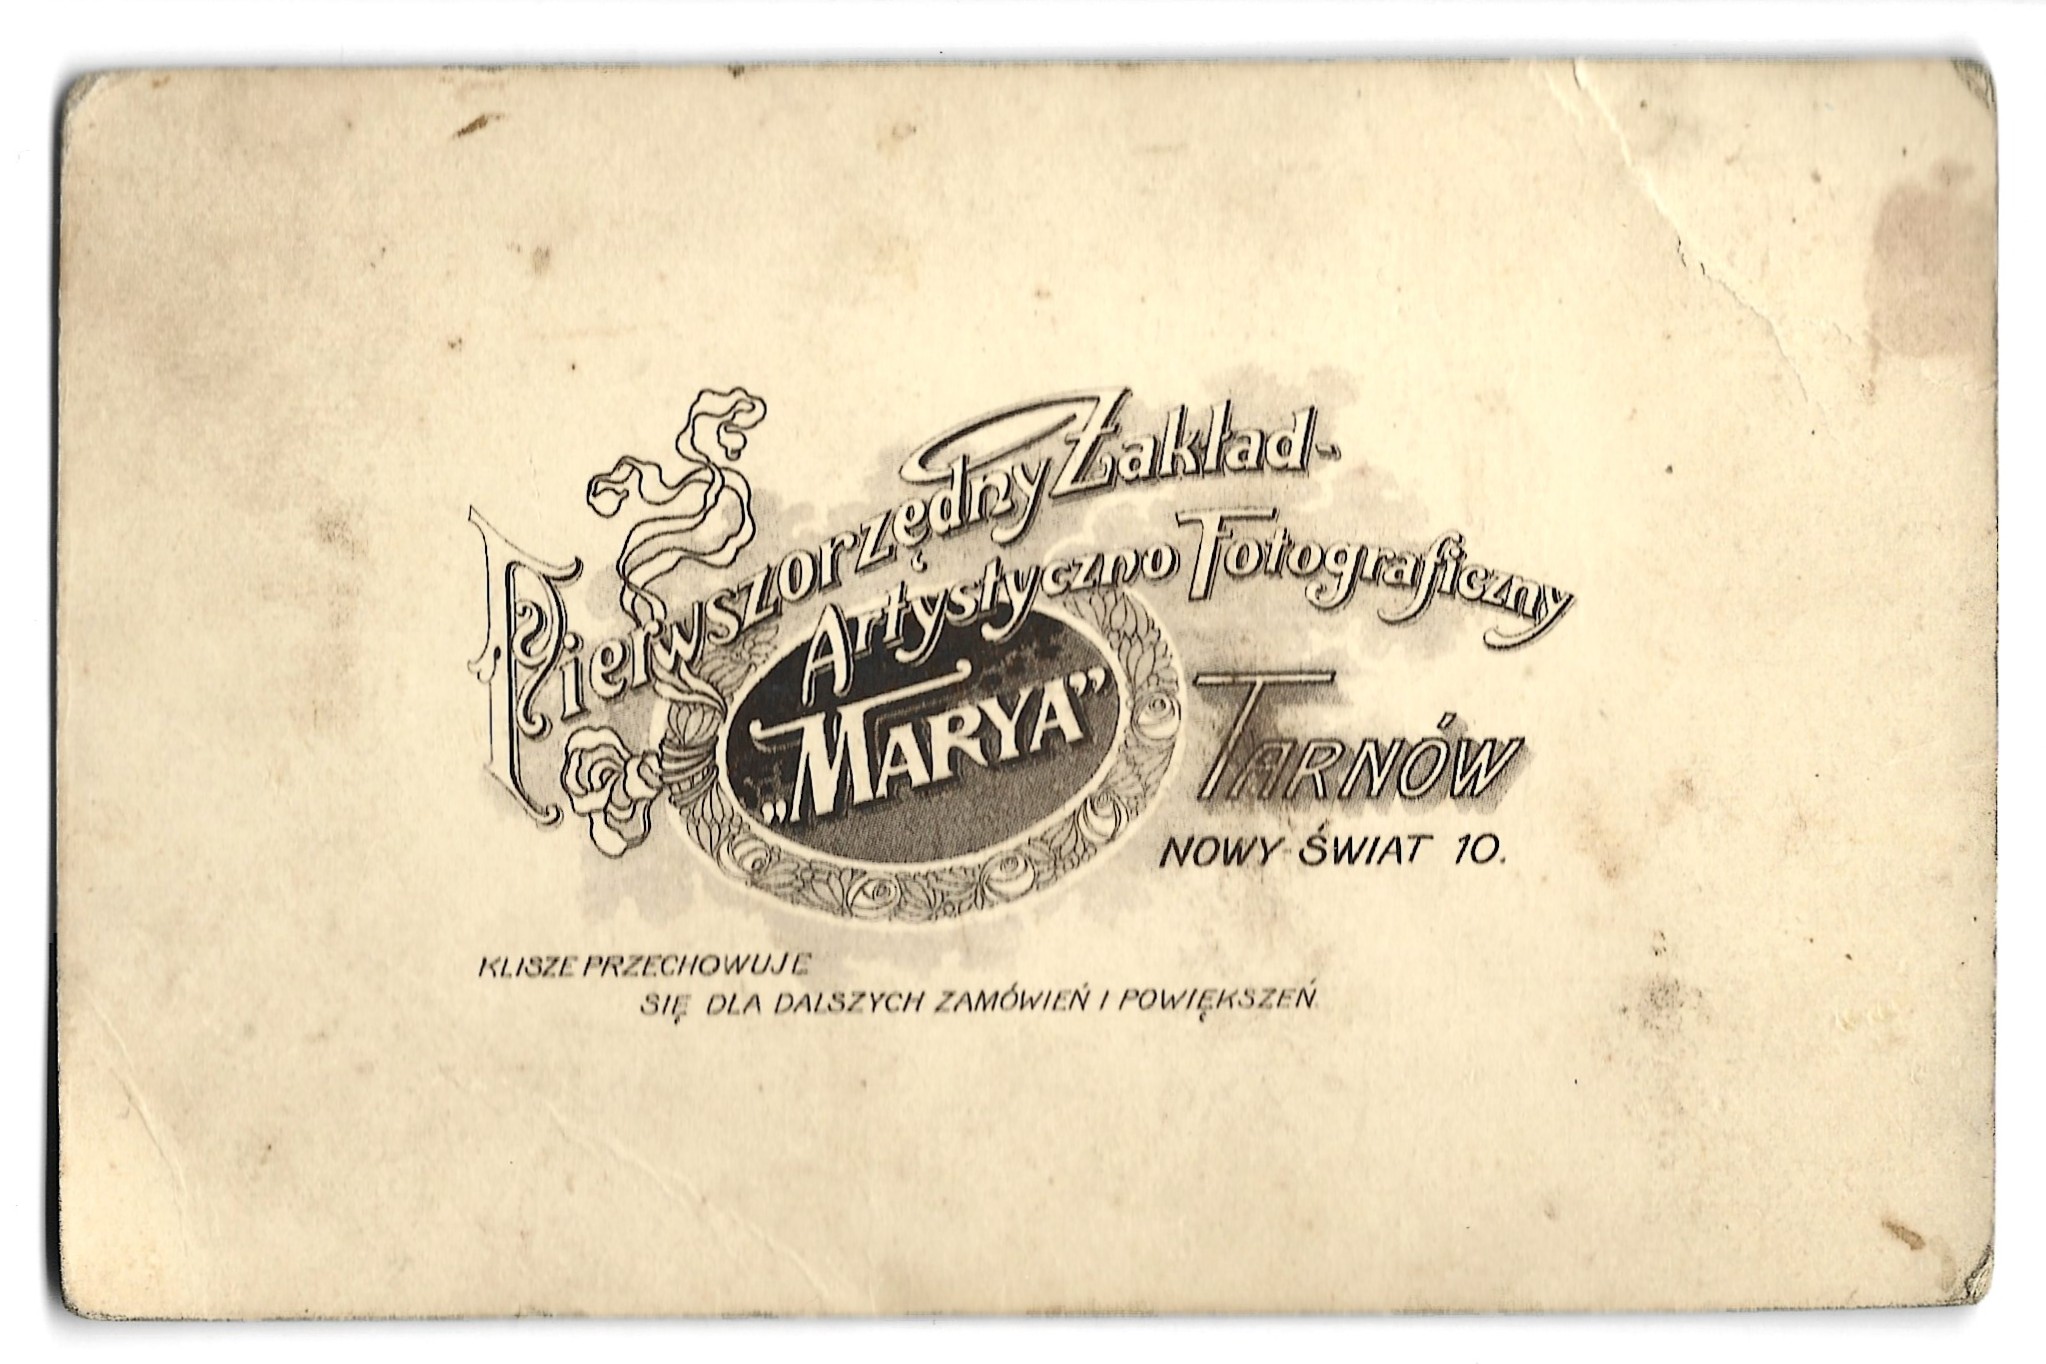 Pierwszorzędny Zakład-
Artystyczno Fotograficzny
„MARYA”
TARNÓW
NOWY-ŚWIAT 10.
KLISZE PRZECHOWUJE
SIĘ DLA DALSZYCH ZAMÓWIEŃ I POWIĘKSZEŃ